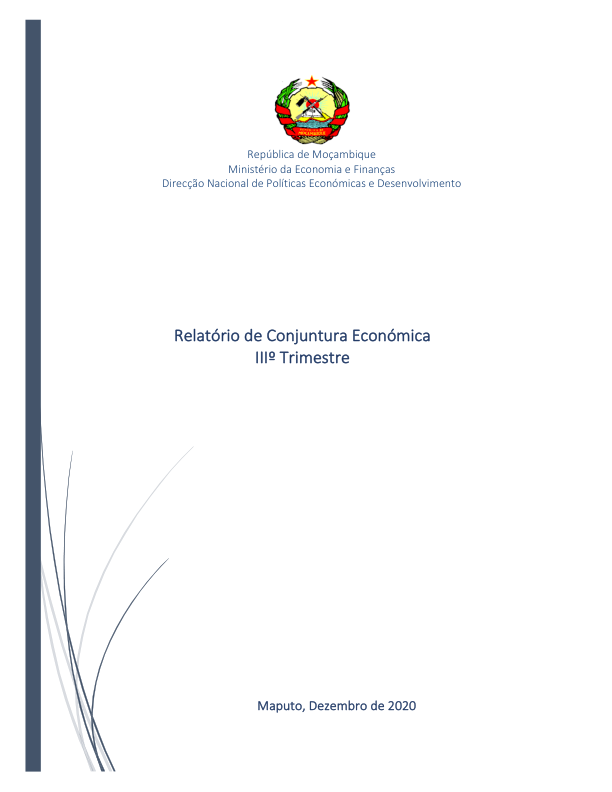 República de Moçambique
Ministério da Economia e Finanças
Direcção Nacional de Políticas Económicas e Desenvolvimento
Relatório de Conjuntura Económica
IIIº Trimestre
Maputo, Dezembro de 2020